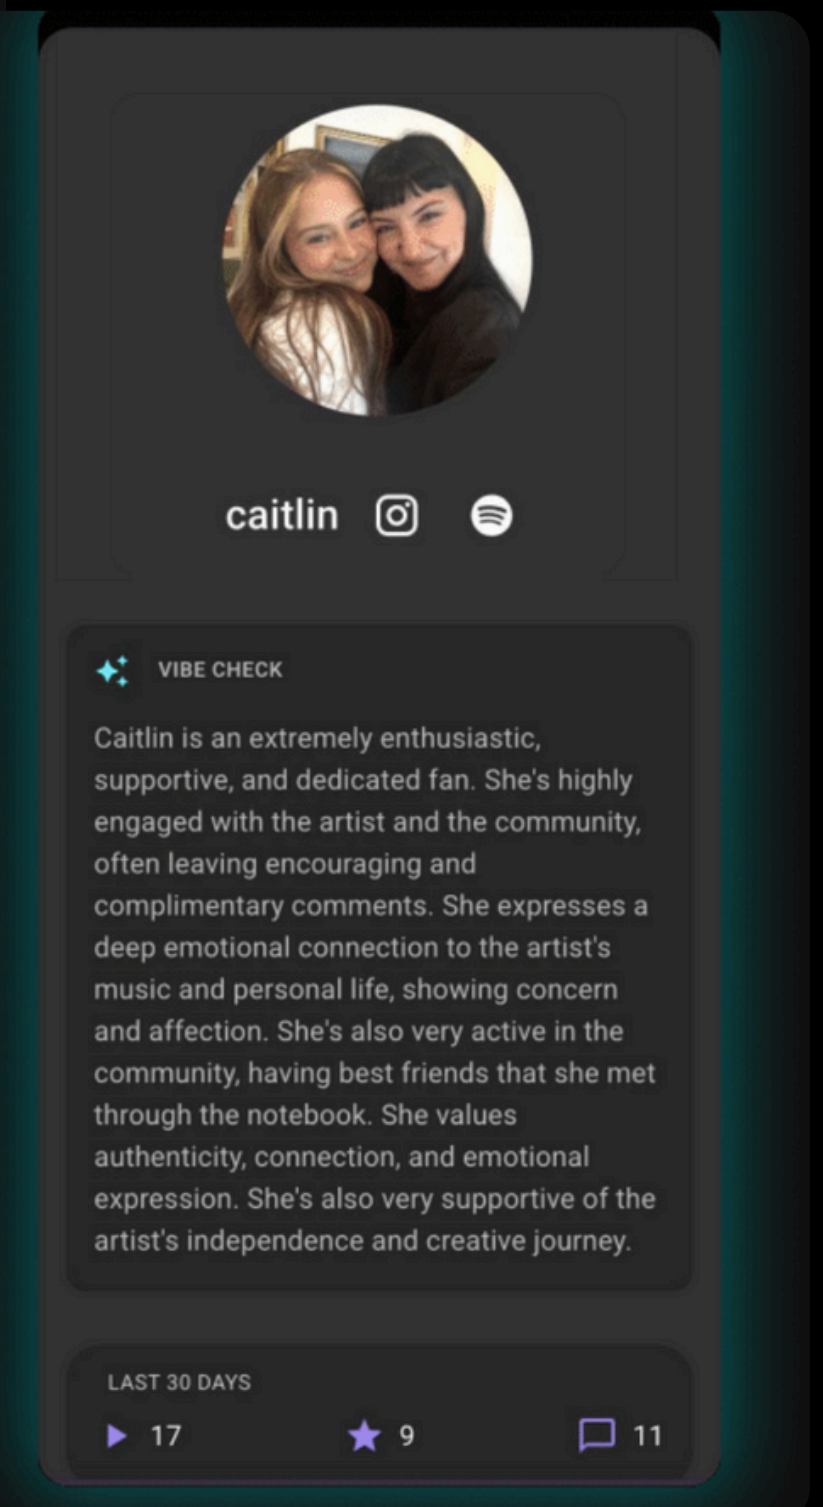 caitlin
VIBE CHECK
Caitlin is an extremely enthusiastic,
supportive, and dedicated fan. She's highly
engaged with the artist and the community,
often leaving encouraging and
complimentary comments. She expresses a
deep emotional connection to the artist's
music and personal life, showing concern
and affection. She's also very active in the
community, having best friends that she met
through the notebook. She values
authenticity, connection, and emotional
expression. She's also very supportive of the
artist's independence and creative journey.
LAST 30 DAYS
17 9 11